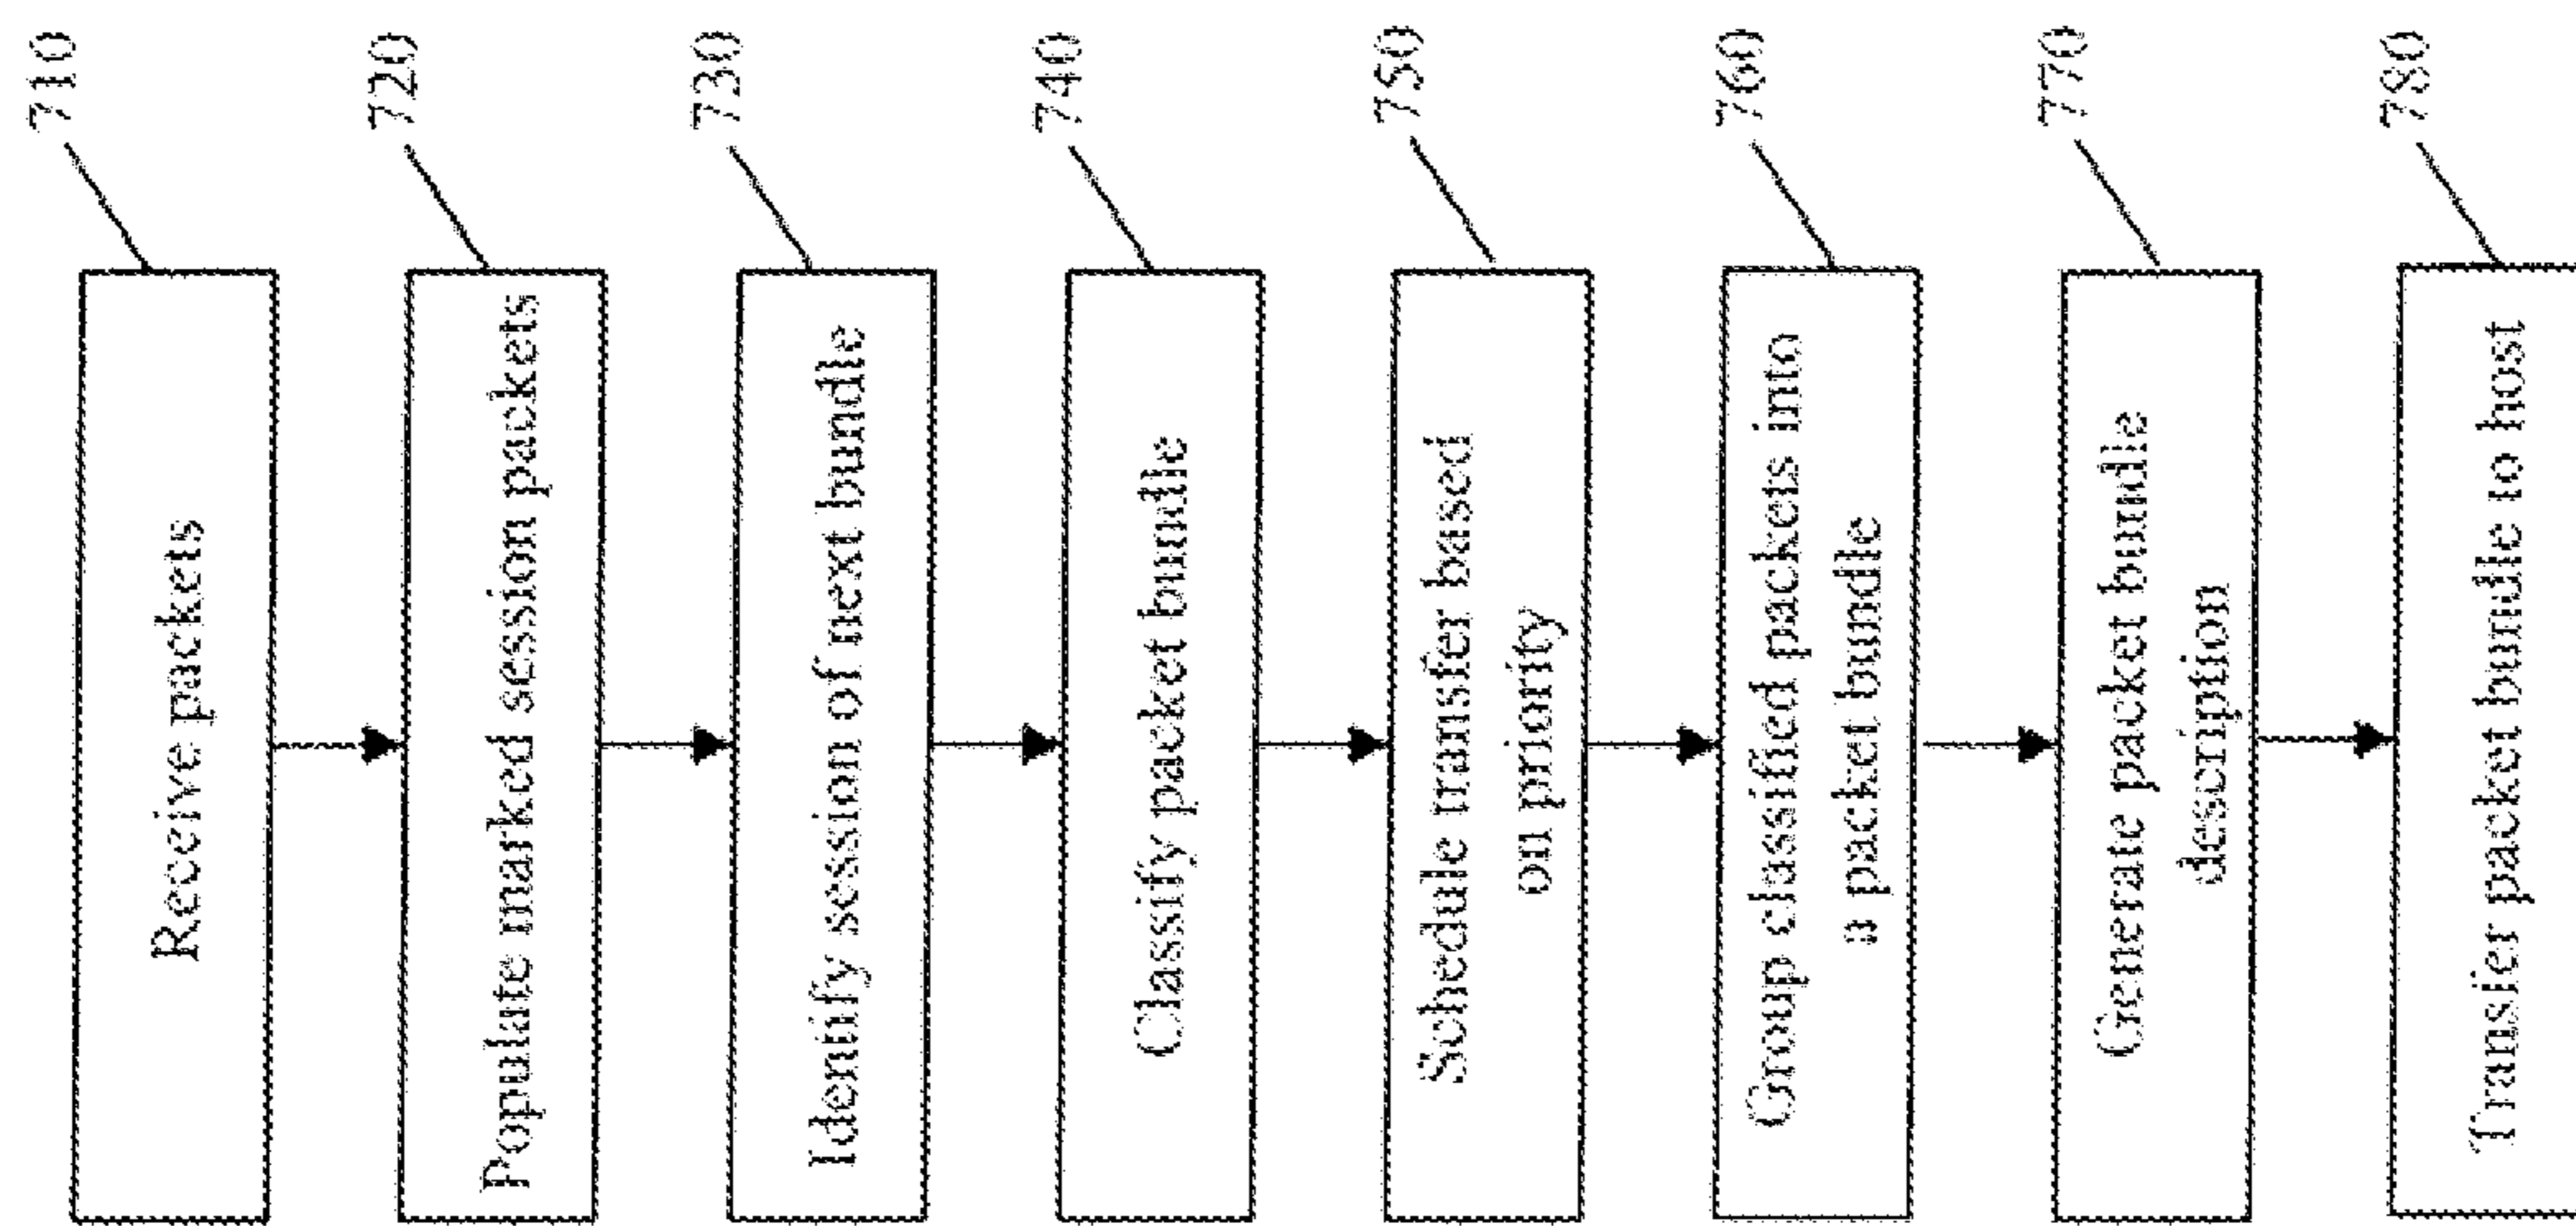 Receive packets
710
Populate marked session packets
720
Identify session of next bundle
730
Classify packet bundle
740
Schedule transfer based
on priority
750
Group classified packets into
a packet bundle
760
Generate packet bundle
description
770
Transfer packet bundle to host
780